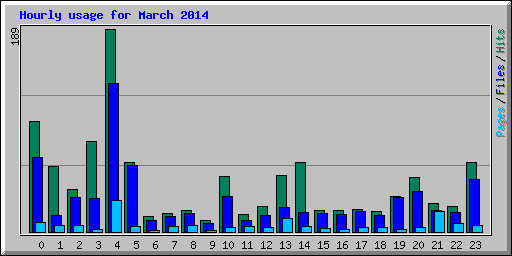 Hourly usage for March 2014
189
Pages / Files / Hits
0 1 2 3 4 5 6 7 8 9 10 11 12 13 14 15 16 17 18 19 20 21 22 23